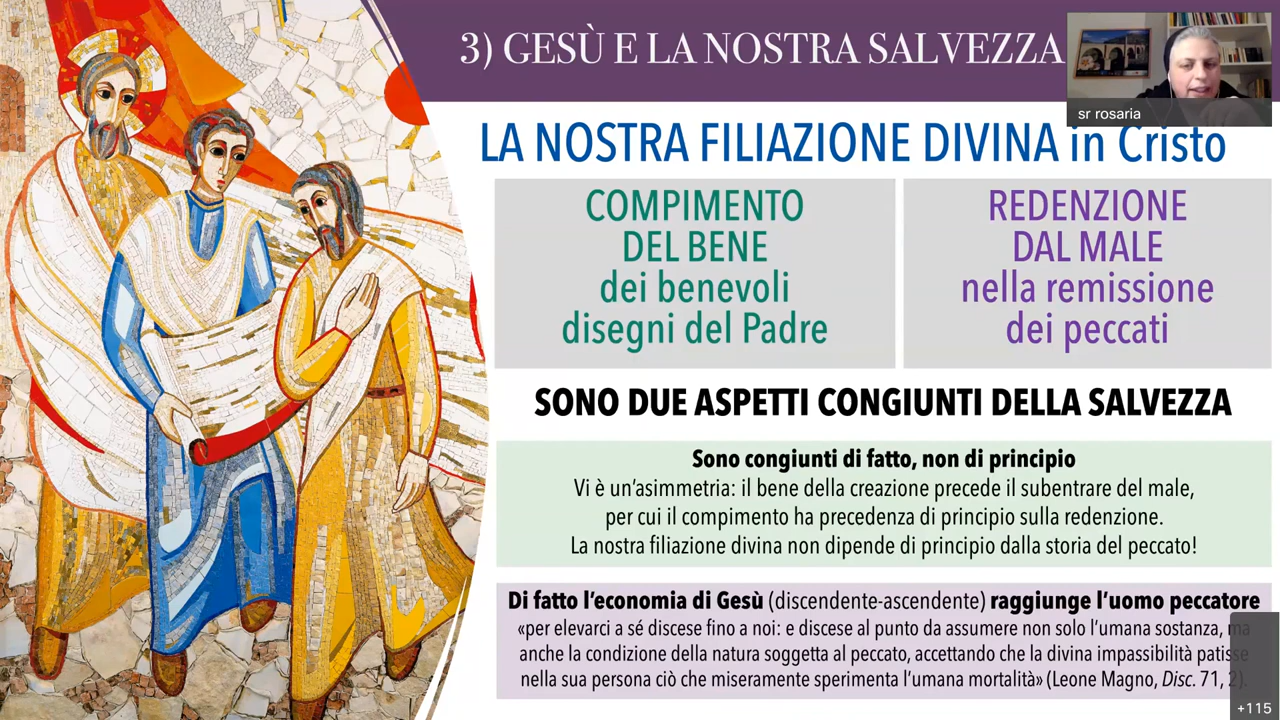 3) GESÙ E LA NOSTRA SALVEZZA
sr rosaria
LA NOSTRA FILIAZIONE DIVINA in Cristo
COMPIMENTO
DEL BENE
dei benevoli
disegni del Padre
REDENZIONE
DAL MALE
nella remissione
dei peccati
SONO DUE ASPETTI CONGIUNTI DELLA SALVEZZA
Sono congiunti di fatto, non di principio
Vi è un'asimmetria: il bene della creazione precede il subentrare del male,
per cui il compimento ha precedenza di principio sulla redenzione.
La nostra filiazione divina non dipende di principio dalla storia del peccato!
Di fatto l'economia di Gesù (discendente-ascendente) raggiunge l'uomo peccatore
«per elevarci a sé discese fino a noi: e discese al punto da assumere non solo l'umana sostanza, ma
anche la condizione della natura soggetta al peccato, accettando che la divina impassibilità patisse
nella sua persona ciò che miseramente sperimenta l'umana mortalità» (Leone Magno, Disc. 71, 2).
+115